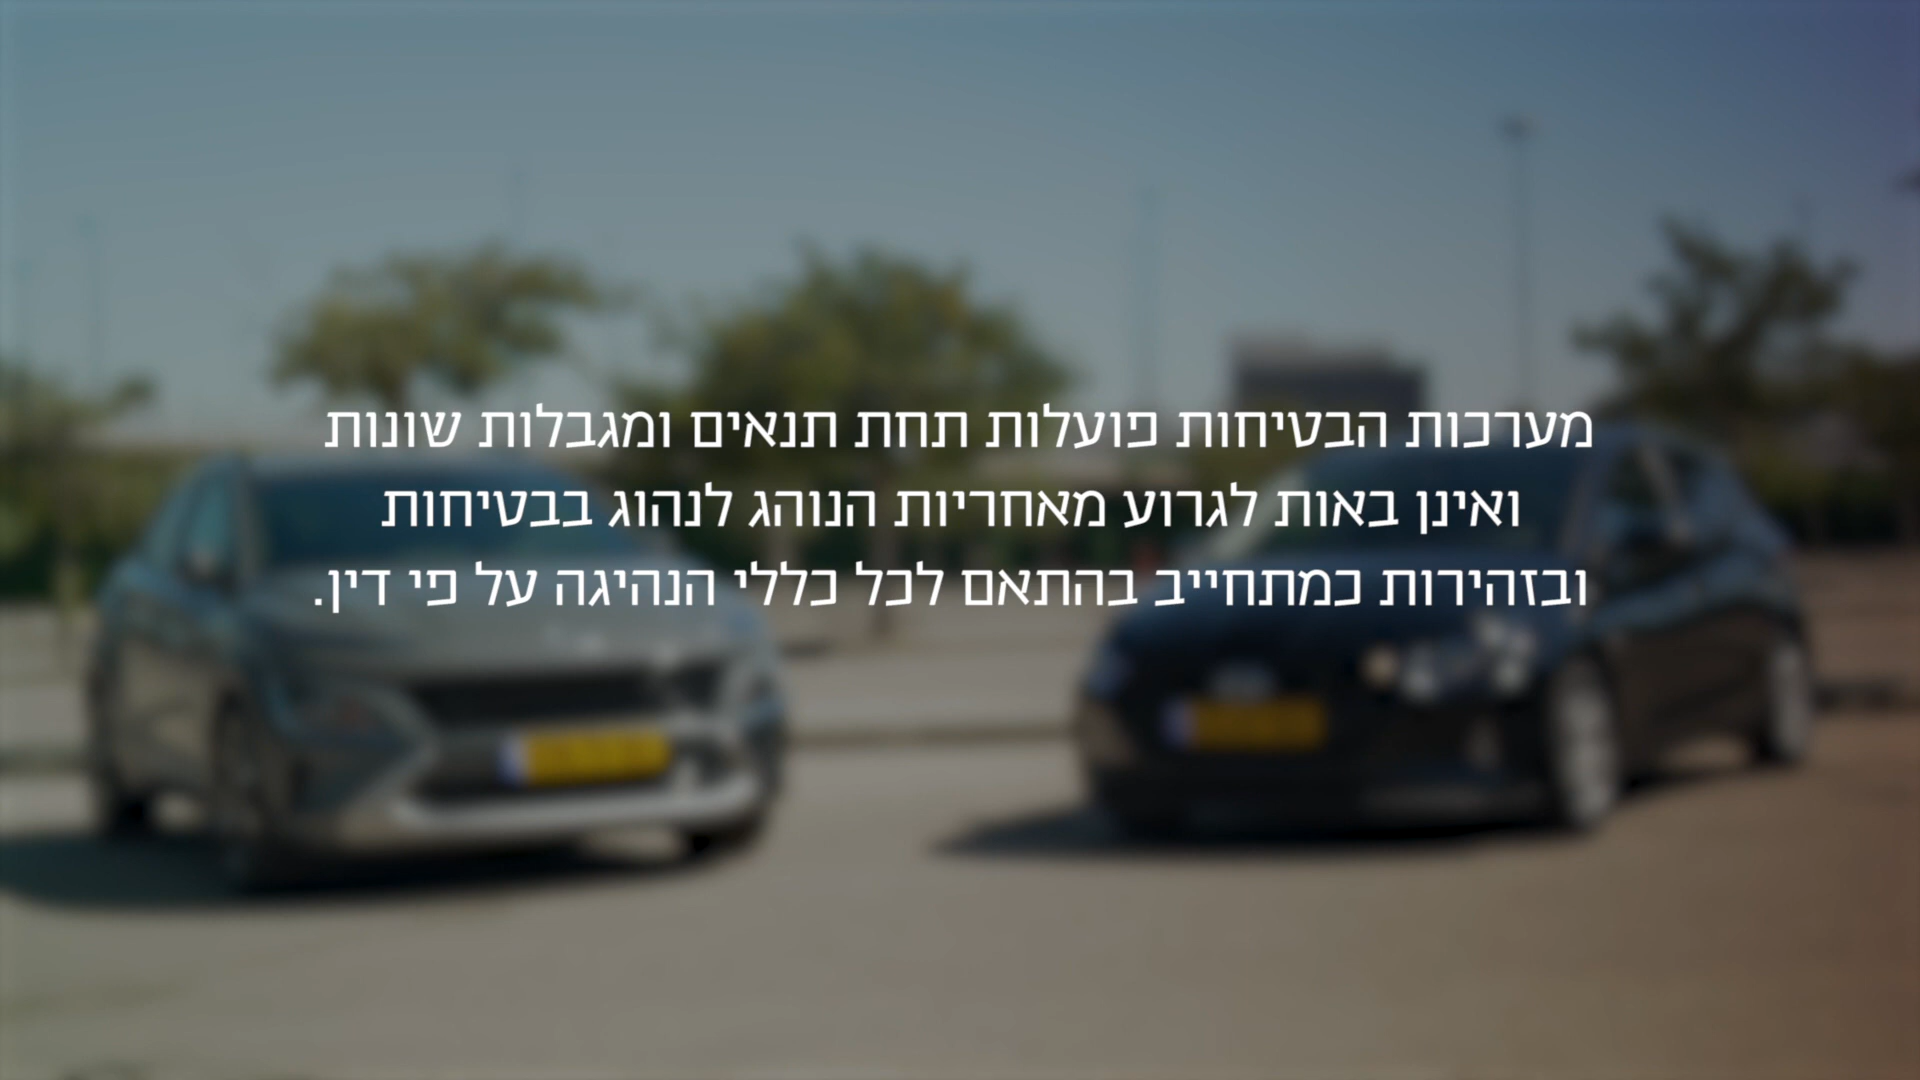 מערכות הבטיחות פועלות תחת תנאים ומגבלות שונות
ואינן באות לגרוע מאחריות הנוהג לנהוג בבטיחות
ובזהירות כמתחייב בהתאם לכל כללי הנהיגה על פי דין.